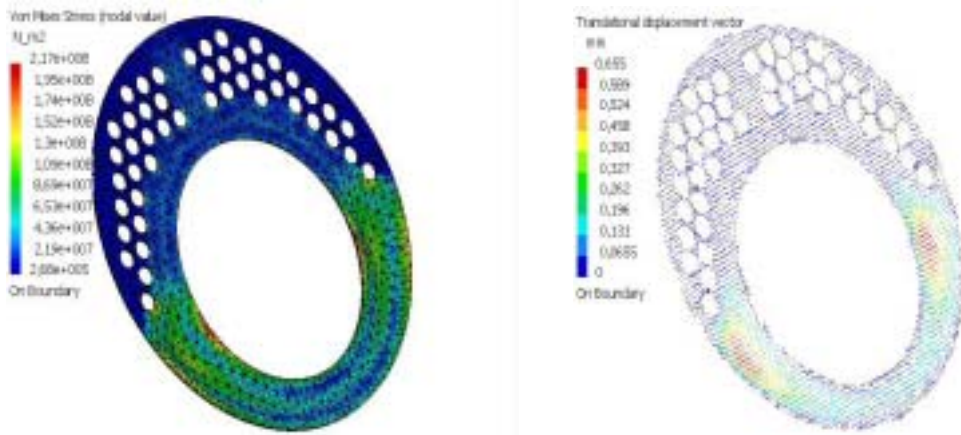 Von Mises Stress (nodal value)
N_m2
2,17e+008
1,95e+008
1,74e+008
1,52e+008
1,3e+008
1,09e+008
8,69e+007
6,53e+007
4,36e+007
2,19e+007
2,68e+005
On Boundary
Translational displacement vector
mm
0,655
0,589
0,524
0,458
0,393
0,327
0,262
0,196
0,131
0,0655
0
On Boundary